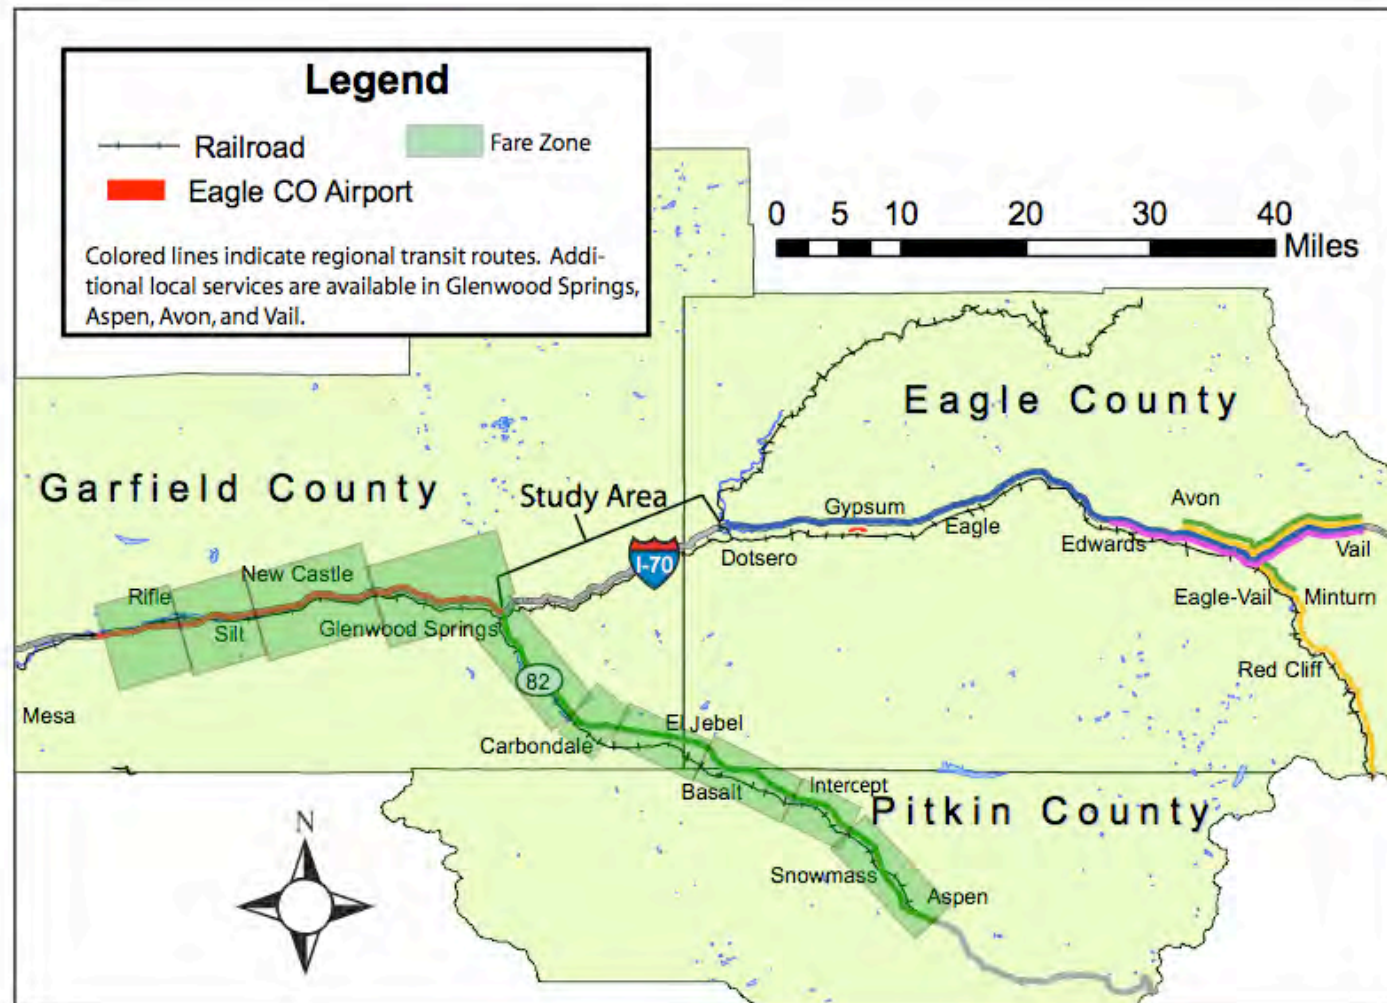 Legend
Railroad
Fare Zone
Eagle CO Airport
Colored lines indicate regional transit routes. Addi-
tional local services are available in Glenwood Springs,
Aspen, Avon, and Vail.
0 5 10 20 30 40
Miles
Eagle County
Garfield County
Study Area
Gypsum
Avon
Eagle
Edwards
Vail
Dotsero
I-70
New Castle
Rifle
Silt
Glenwood Springs
Eagle-Vail
Minturn
Red Cliff
82
Mesa
El Jebel
Carbondale
Basalt
Intercept
Pitkin County
N
Snowmass
Aspen